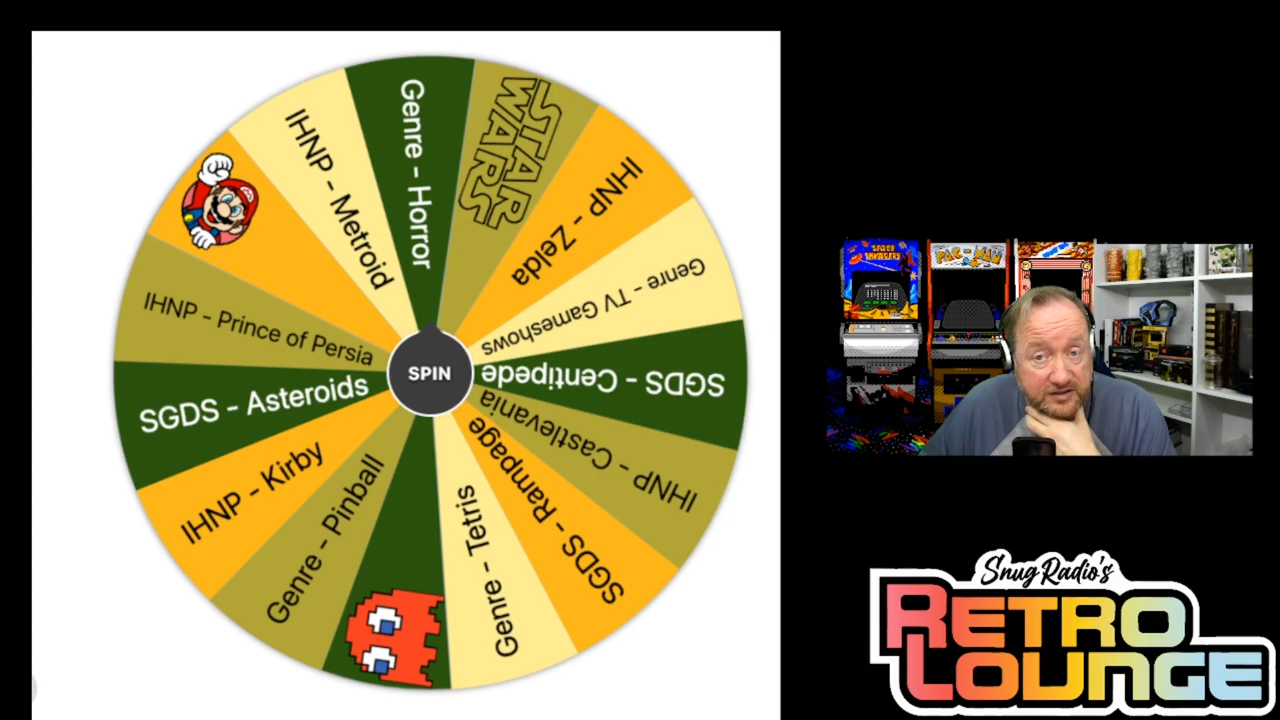 Genre - Horror
STAR
WARS
IHNP - Zelda
Genre - TV Gameshows
SGDS - Centipede
IHNP - Castlevania
SGDS - Rampage
Genre - Tetris
Genre - Pinball
IHNP - Kirby
SGDS - Asteroids
IHNP - Prince of Persia
IHNP - Metroid
SPIN
SPACE
INVADERS
PAC-MAN
Snug Radio's
RETRO
LOUNGE